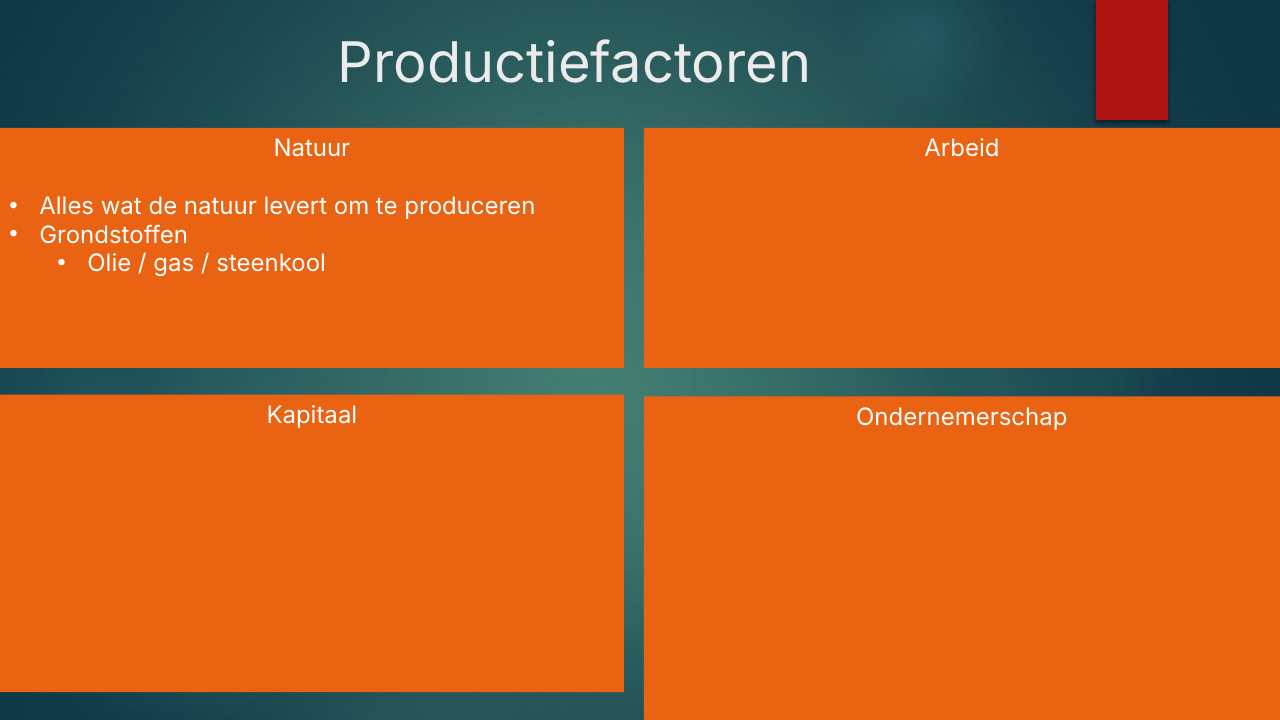 Productiefactoren
Natuur
• Alles wat de natuur levert om te produceren
• Grondstoffen
• Olie / gas / steenkool
Arbeid
Kapitaal
Ondernemerschap